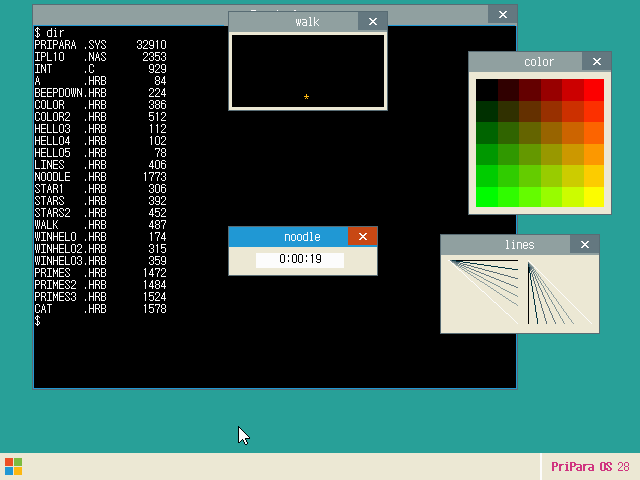 walk
$ dir
PRIPARA .SYS 32910
IPL10 .NAS 2353
INT .C 929
A .HRB 84
BEEPDOWN.HRB 224
COLOR .HRB 386
COLOR2 .HRB 512
HELLO3 .HRB 112
HELLO4 .HRB 102
HELLO5 .HRB 78
LINES .HRB 406
NOODLE .HRB 1773
STAR1 .HRB 306
STARS .HRB 392
STARS2 .HRB 452
WALK .HRB 487
WINHELO .HRB 174
WINHELO2.HRB 315
WINHELO3.HRB 359
PRIMES .HRB 1472
PRIMES2 .HRB 1484
PRIMES3 .HRB 1524
CAT .HRB 1578
$
*
color
noodle
0:00:19
lines
PriPara OS 28